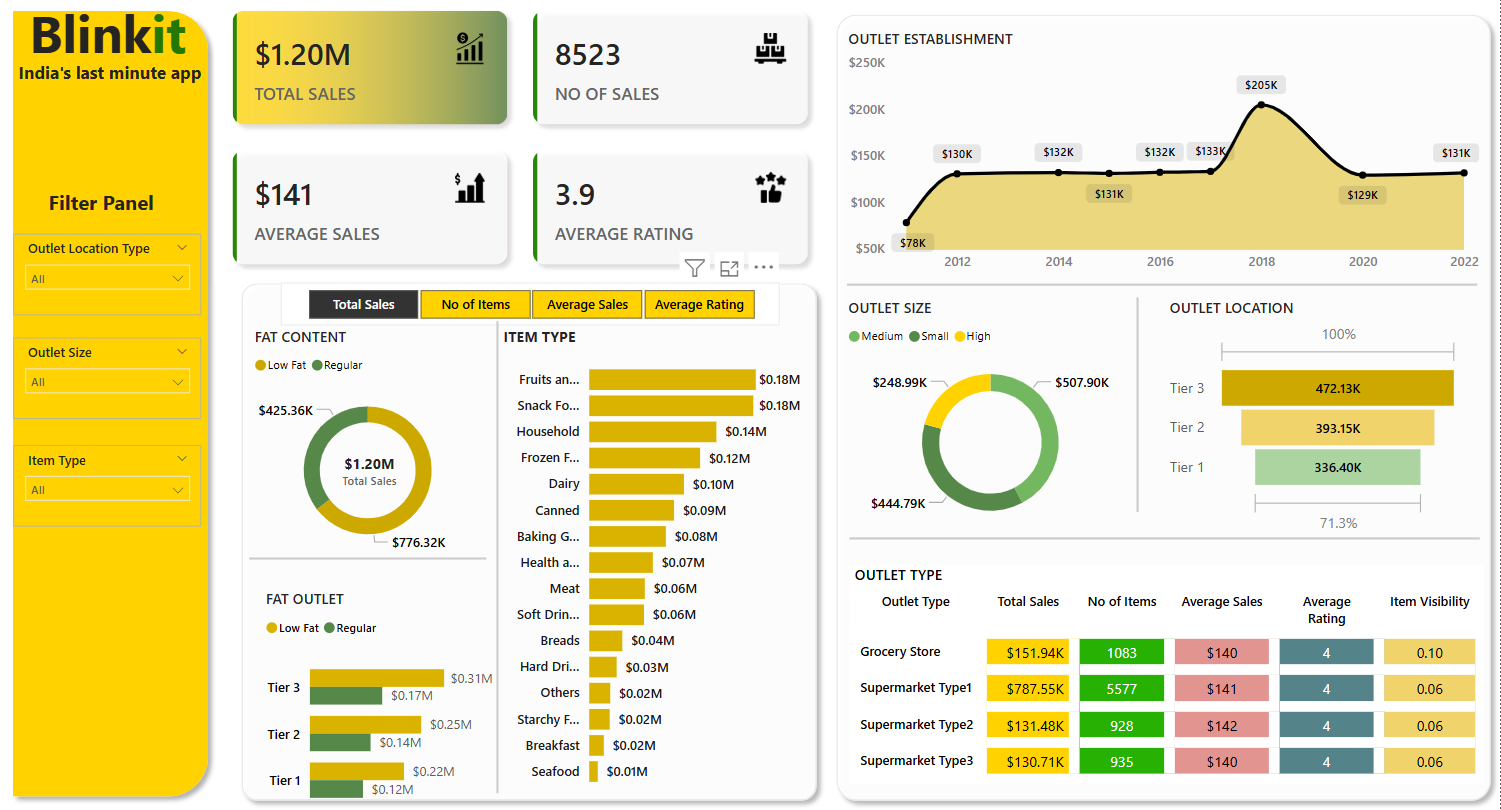 Blinkit
India's last minute app
Filter Panel
Outlet Location Type
All
Outlet Size
All
Item Type
All
$1.20M
TOTAL SALES
8523
NO OF SALES
$141
AVERAGE SALES
3.9
AVERAGE RATING
Total Sales No of Items Average Sales Average Rating
FAT CONTENT
Low Fat Regular
$425.36K
$1.20M
Total Sales
$776.32K
FAT OUTLET
Low Fat Regular
Tier 3 $0.31M
$0.17M
Tier 2 $0.25M
$0.14M
Tier 1 $0.22M
$0.12M
ITEM TYPE
Fruits an... $0.18M
Snack Fo... $0.18M
Household $0.14M
Frozen F... $0.12M
Dairy $0.10M
Canned $0.09M
Baking G... $0.08M
Health a... $0.07M
Meat $0.06M
Soft Drin... $0.06M
Breads $0.04M
Hard Dri... $0.03M
Others $0.02M
Starchy F... $0.02M
Breakfast $0.02M
Seafood $0.01M
OUTLET ESTABLISHMENT
$250K
$200K
$150K
$100K
$50K
$78K
$130K
$132K
$131K
$132K
$133K
$205K
$129K
$131K
2012 2014 2016 2018 2020 2022
OUTLET SIZE
Medium Small High
$248.99K
$507.90K
$444.79K
OUTLET LOCATION
100%
Tier 3 472.13K
Tier 2 393.15K
Tier 1 336.40K
71.3%
OUTLET TYPE
Outlet Type Total Sales No of Items Average Sales Average Rating Item Visibility
Grocery Store $151.94K 1083 $140 4 0.10
Supermarket Type1 $787.55K 5577 $141 4 0.06
Supermarket Type2 $131.48K 928 $142 4 0.06
Supermarket Type3 $130.71K 935 $140 4 0.06